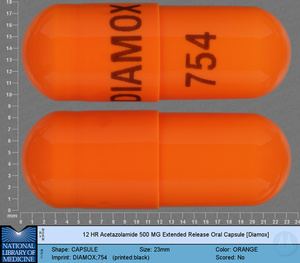 DIAMOX
754
12 HR Acetazolamide 500 MG Extended Release Oral Capsule [Diamox]
NATIONAL
LIBRARY OF
MEDICINE
Shape: CAPSULE Size: 23mm Color: ORANGE
Imprint: DIAMOX;754 (printed:black) Scored: No
mm 0 1 2 3 4 5 6 7 8 9 10 11 12 13 14 15 16 17 18 19 20 21 22 23 24